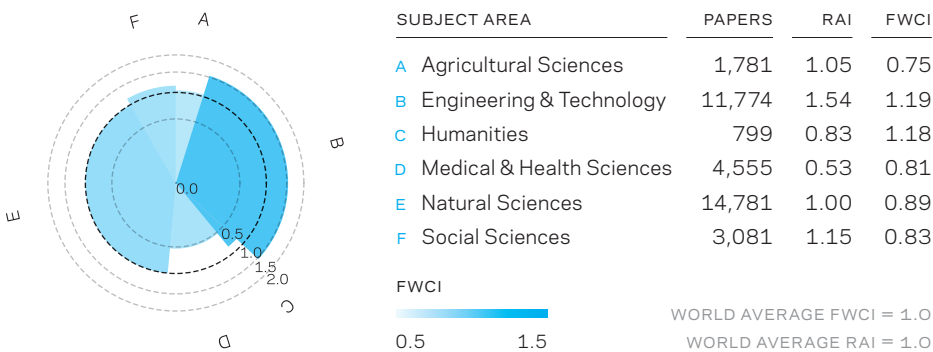 F A
B
E
C
D
0.0
0.5
1.0
1.5
2.0
SUBJECT AREA PAPERS RAI FWCI
A Agricultural Sciences 1,781 1.05 0.75
B Engineering & Technology 11,774 1.54 1.19
C Humanities 799 0.83 1.18
D Medical & Health Sciences 4,555 0.53 0.81
E Natural Sciences 14,781 1.00 0.89
F Social Sciences 3,081 1.15 0.83
FWCI
0.5 1.5
WORLD AVERAGE FWCI = 1.0
WORLD AVERAGE RAI = 1.0